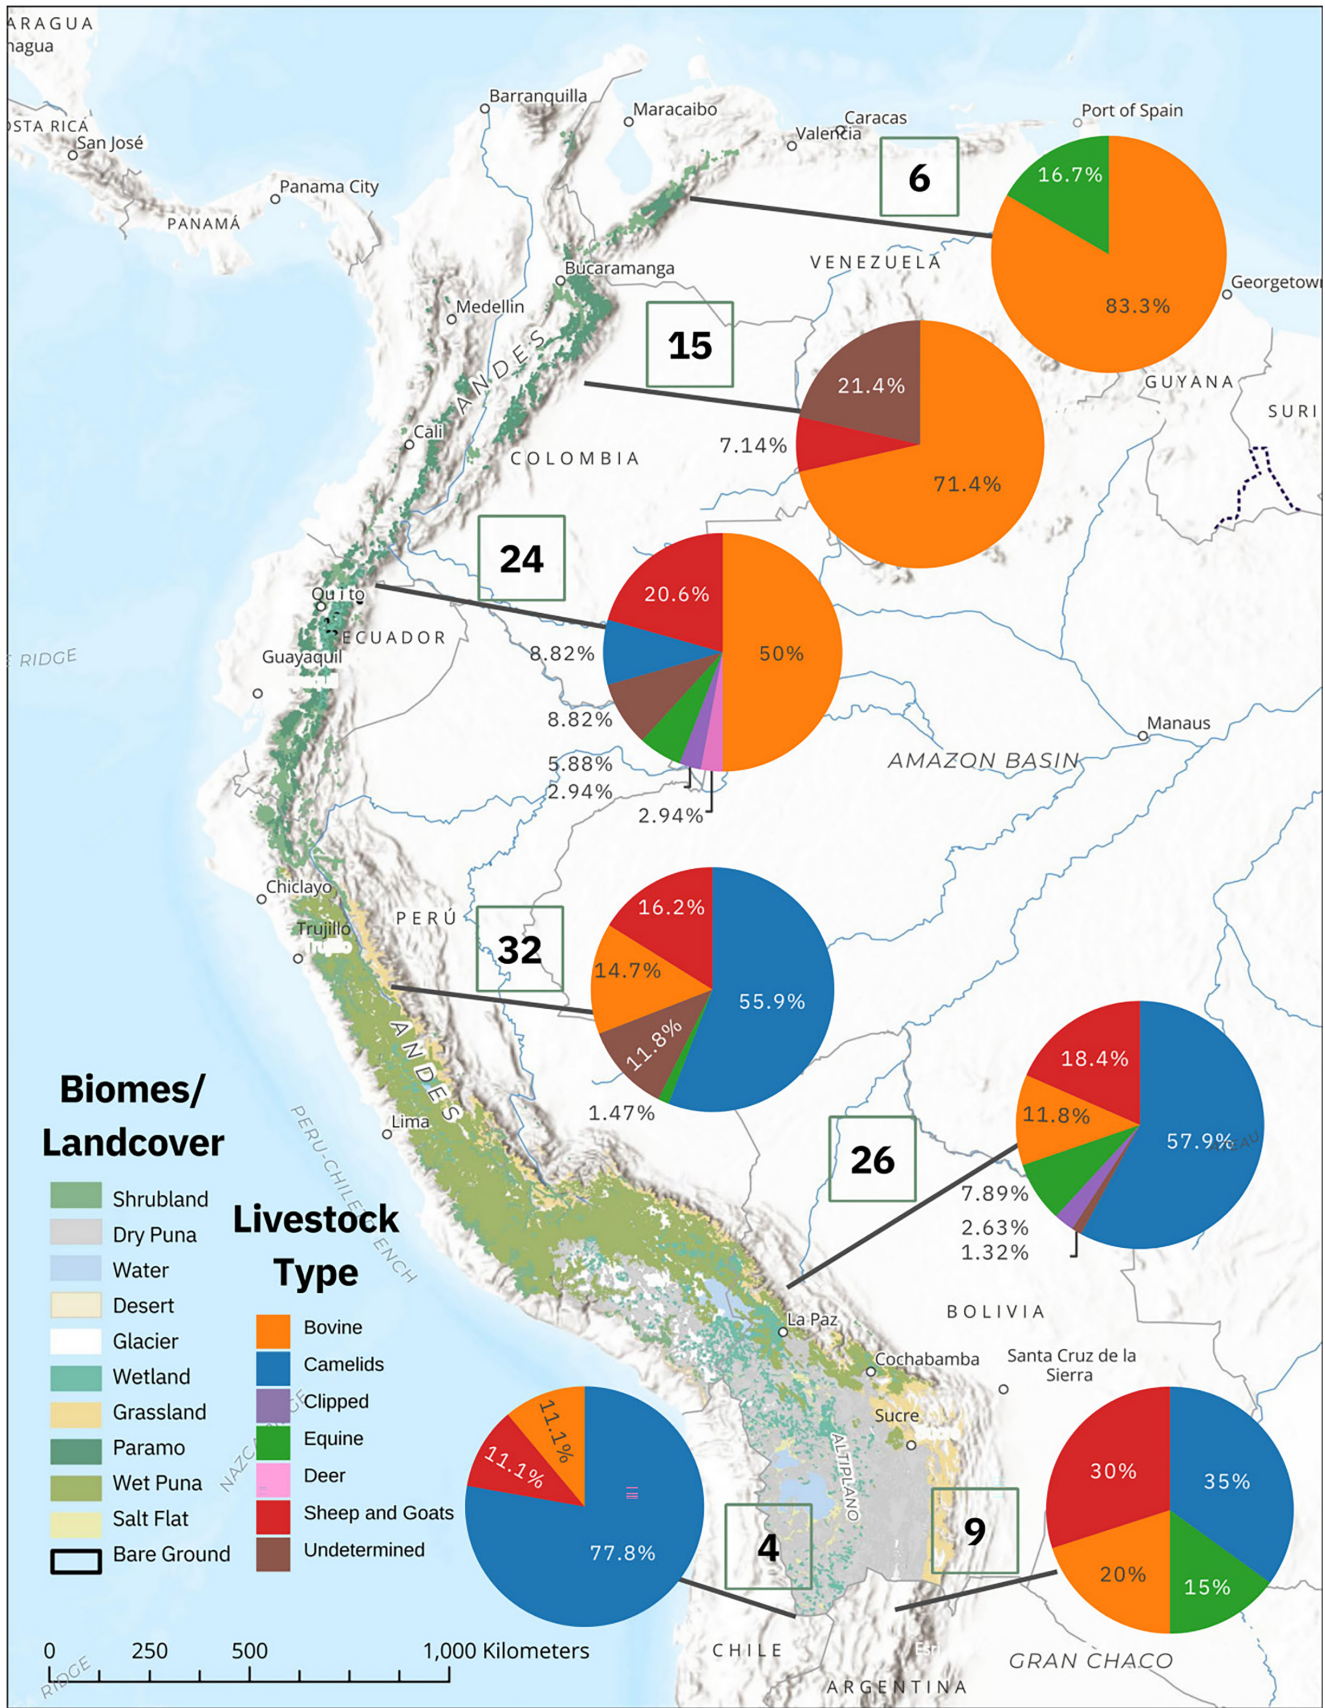 ARAGUA
nagua
Barranquilla
Maracaibo
Caracas
Valencia
Port of Spain
OSTA RICA
San José
Panama City
PANAMÁ
6
16.7%
83.3%
VENEZUELA
Georgetown
Bucaramanga
Medellin
ANDES
15
21.4%
7.14%
71.4%
GUYANA
SURI
Cali
COLOMBIA
24
20.6%
50%
8.82%
8.82%
5.88%
2.94%
2.94%
Quito
ECUADOR
E RIDGE
Guayaquil
Manaus
AMAZON BASIN
Chiclayo
Trujillo
PERÚ
32
16.2%
14.7%
55.9%
11.8%
1.47%
ANDES
Lima
PERU-CHILE TRENCH
26
18.4%
11.8%
57.9%
7.89%
2.63%
1.32%
BOLIVIA
La Paz
Cochabamba
Santa Cruz de la
Sierra
Sucre
ALTIPLANO
Biomes/
Landcover
Shrubland
Dry Puna
Water
Desert
Glacier
Wetland
Grassland
Paramo
Wet Puna
Salt Flat
Bare Ground
Livestock
Type
Bovine
Camelids
Clipped
Equine
Deer
Sheep and Goats
Undetermined
11.1%
11.1%
77.8%
4
9
30%
35%
20%
15%
0 250 500 1,000 Kilometers
RIDGE
CHILE
Esri
GRAN CHACO
ARGENTINA